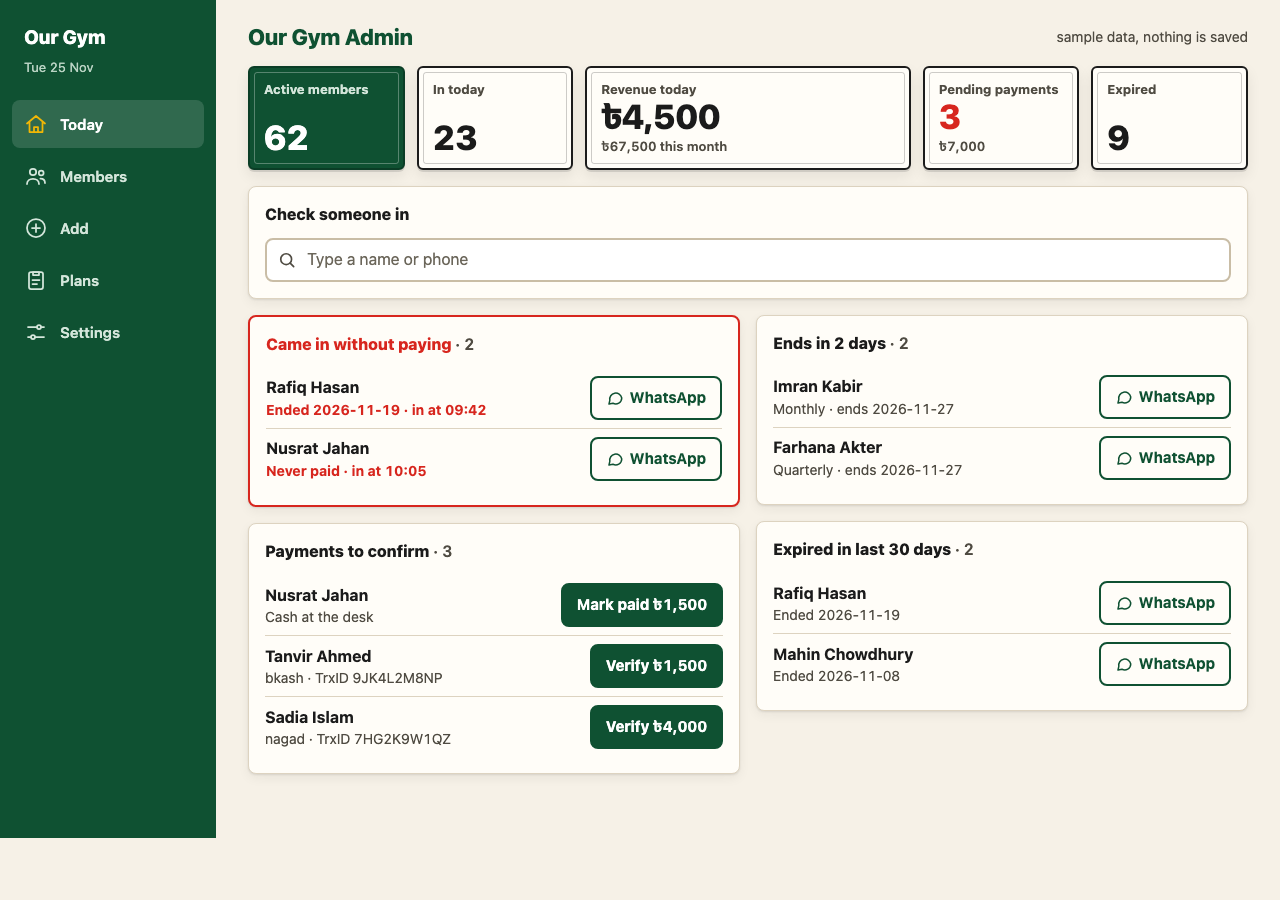 Our Gym
Tue 25 Nov
Today
Members
Add
Plans
Settings
Our Gym Admin
sample data, nothing is saved
Active members
62
In today
23
Revenue today
৳4,500
৳67,500 this month
Pending payments
3
৳7,000
Expired
9
Check someone in
Type a name or phone
Came in without paying · 2
Rafiq Hasan
Ended 2026-11-19 · in at 09:42
WhatsApp
Nusrat Jahan
Never paid · in at 10:05
WhatsApp
Payments to confirm · 3
Nusrat Jahan
Cash at the desk
Mark paid ৳1,500
Tanvir Ahmed
bkash · TrxID 9JK4L2M8NP
Verify ৳1,500
Sadia Islam
nagad · TrxID 7HG2K9W1QZ
Verify ৳4,000
Ends in 2 days · 2
Imran Kabir
Monthly · ends 2026-11-27
WhatsApp
Farhana Akter
Quarterly · ends 2026-11-27
WhatsApp
Expired in last 30 days · 2
Rafiq Hasan
Ended 2026-11-19
WhatsApp
Mahin Chowdhury
Ended 2026-11-08
WhatsApp